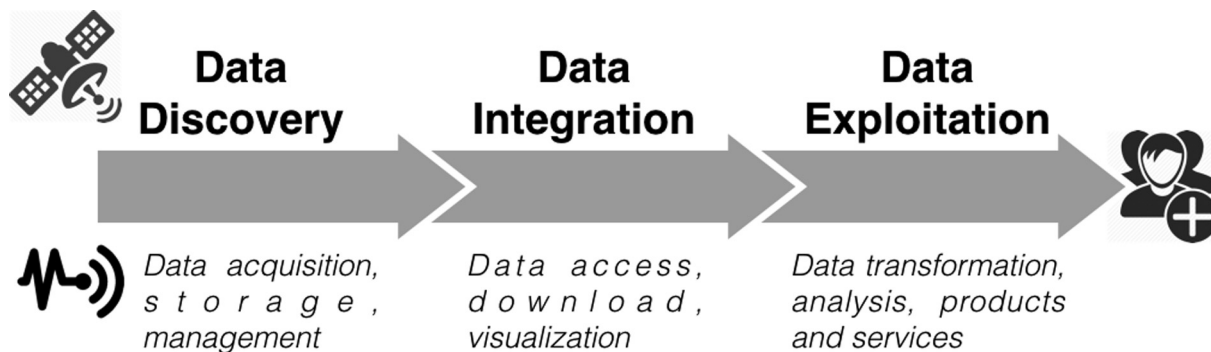 Data
Discovery
Data
Integration
Data
Exploitation
Data acquisition,
storage,
management
Data access,
download,
visualization
Data transformation,
analysis, products
and services